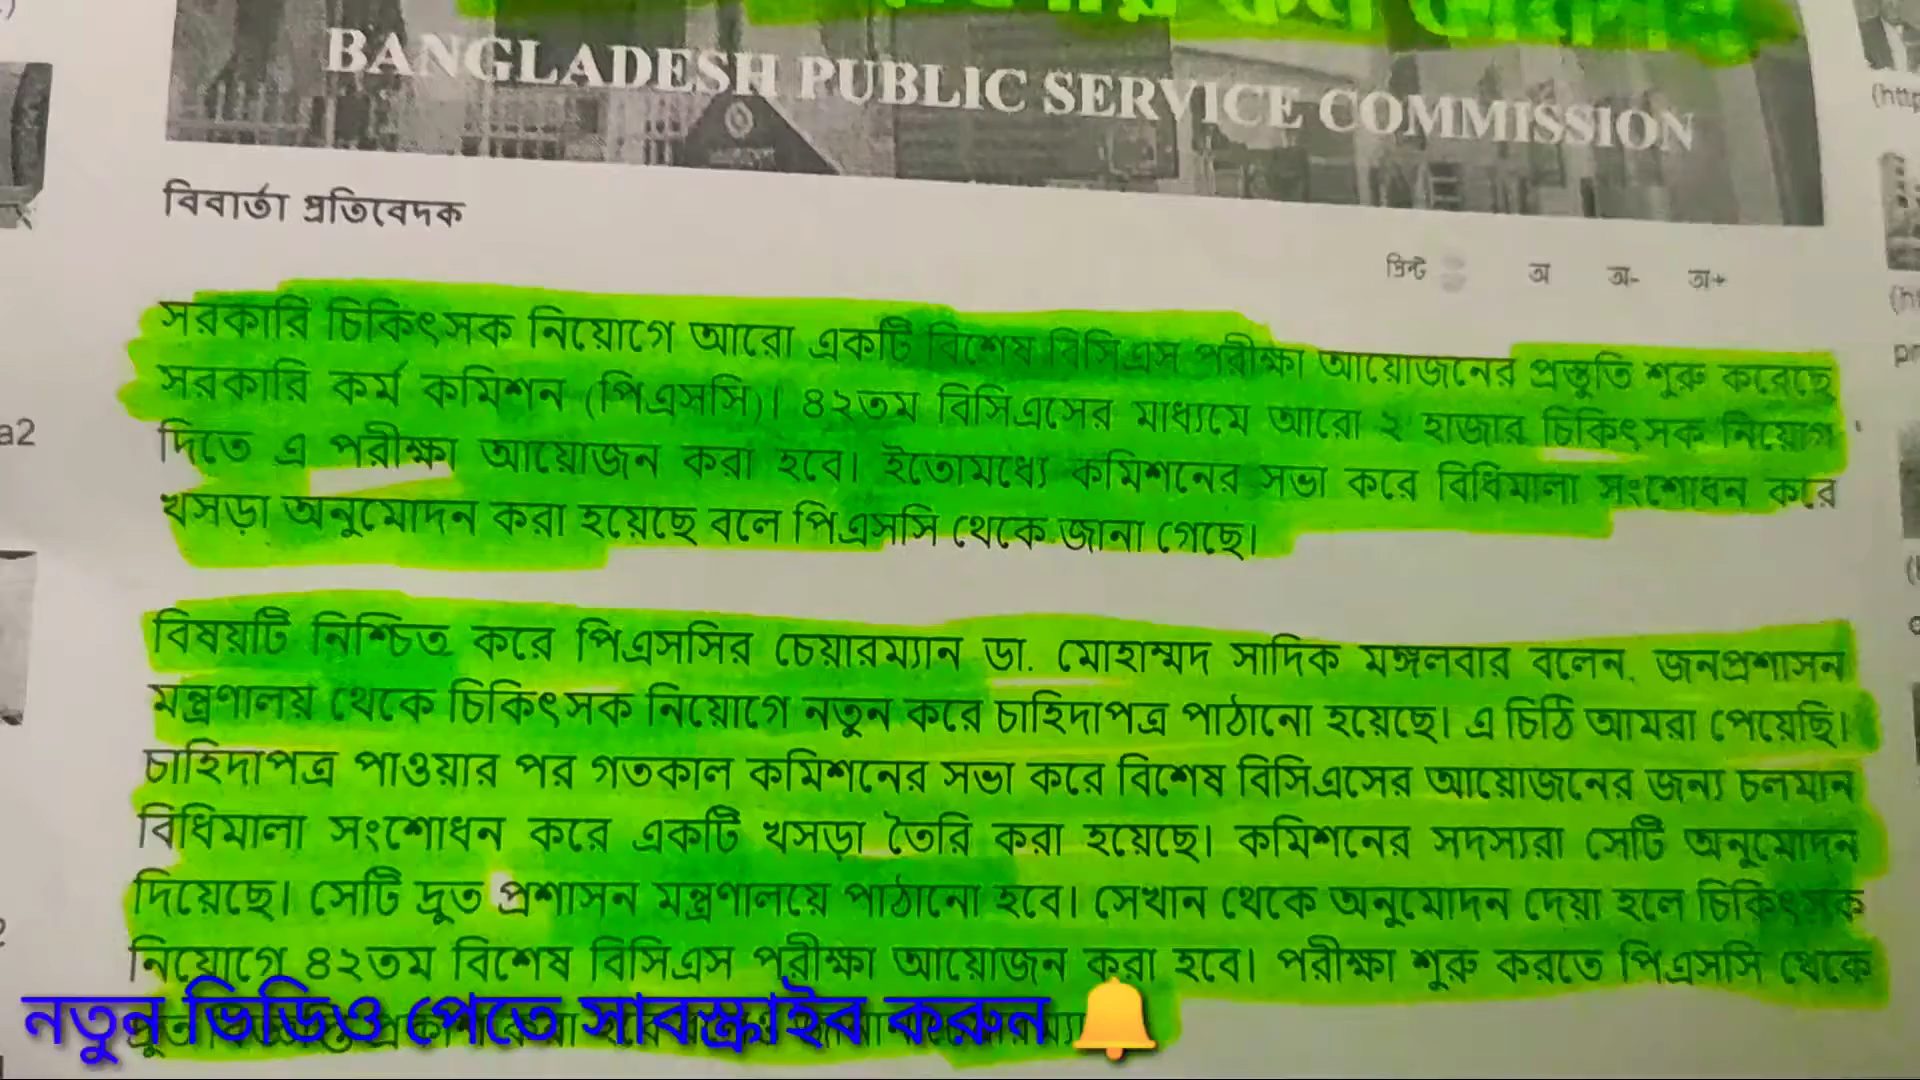 BANGLADESH PUBLIC SERVICE COMMISSION
বিবার্তা প্রতিবেদক
প্রিন্ট অ অ- অ+
সরকারি চিকিৎসক নিয়োগে আরো একটি বিশেষ বিসিএস পরীক্ষা আয়োজনের প্রস্তুতি শুরু করেছে
সরকারি কর্ম কমিশন (পিএসসি)। ৪২তম বিসিএসের মাধ্যমে আরো ২ হাজার চিকিৎসক নিয়োগ
দিতে এ পরীক্ষা আয়োজন করা হবে। ইতোমধ্যে কমিশনের সভা করে বিধিমালা সংশোধন করে
খসড়া অনুমোদন করা হয়েছে বলে পিএসসি থেকে জানা গেছে।
বিষয়টি নিশ্চিত করে পিএসসির চেয়ারম্যান ডা. মোহাম্মদ সাদিক মঙ্গলবার বলেন, জনপ্রশাসন
মন্ত্রণালয় থেকে চিকিৎসক নিয়োগে নতুন করে চাহিদাপত্র পাঠানো হয়েছে। এ চিঠি আমরা পেয়েছি।
চাহিদাপত্র পাওয়ার পর গতকাল কমিশনের সভা করে বিশেষ বিসিএসের আয়োজনের জন্য চলমান
বিধিমালা সংশোধন করে একটি খসড়া তৈরি করা হয়েছে। কমিশনের সদস্যরা সেটি অনুমোদন
দিয়েছে। সেটি দ্রুত প্রশাসন মন্ত্রণালয়ে পাঠানো হবে। সেখান থেকে অনুমোদন দেয়া হলে চিকিৎসক
নিয়োগে ৪২তম বিশেষ বিসিএস পরীক্ষা আয়োজন করা হবে। পরীক্ষা শুরু করতে পিএসসি থেকে
নতুন ভিডিও পেতে সাবস্ক্রাইব করুন
a2